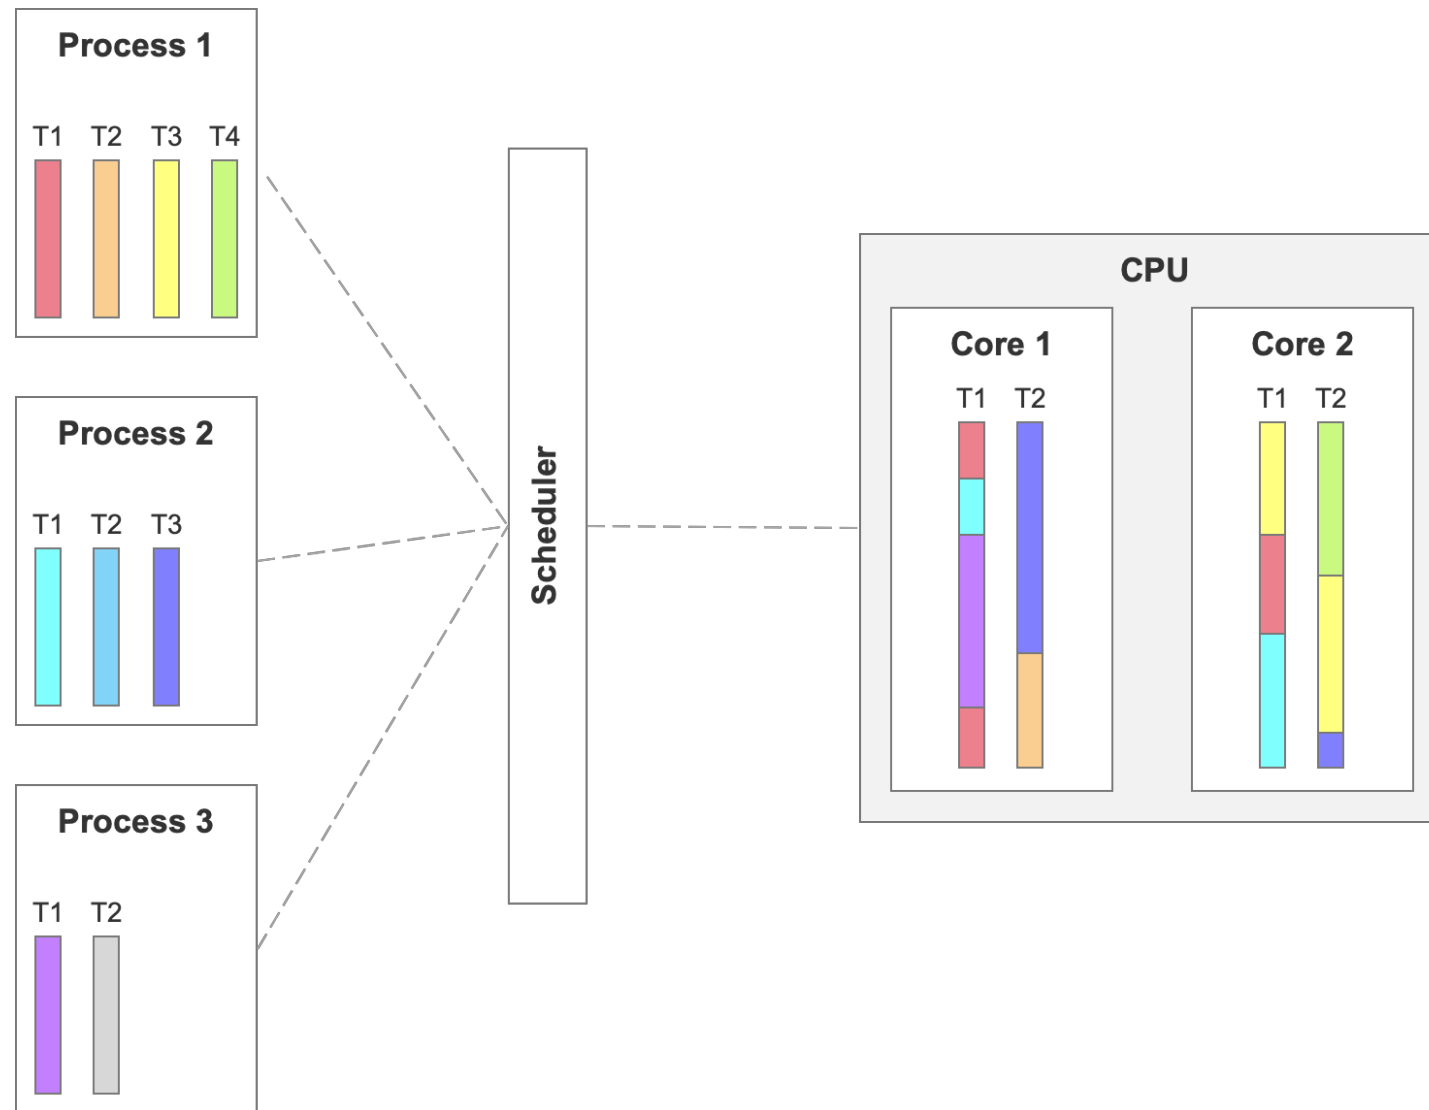 Process 1
T1 T2 T3 T4
Process 2
T1 T2 T3
Process 3
T1 T2
Scheduler
CPU
Core 1
T1 T2
Core 2
T1 T2